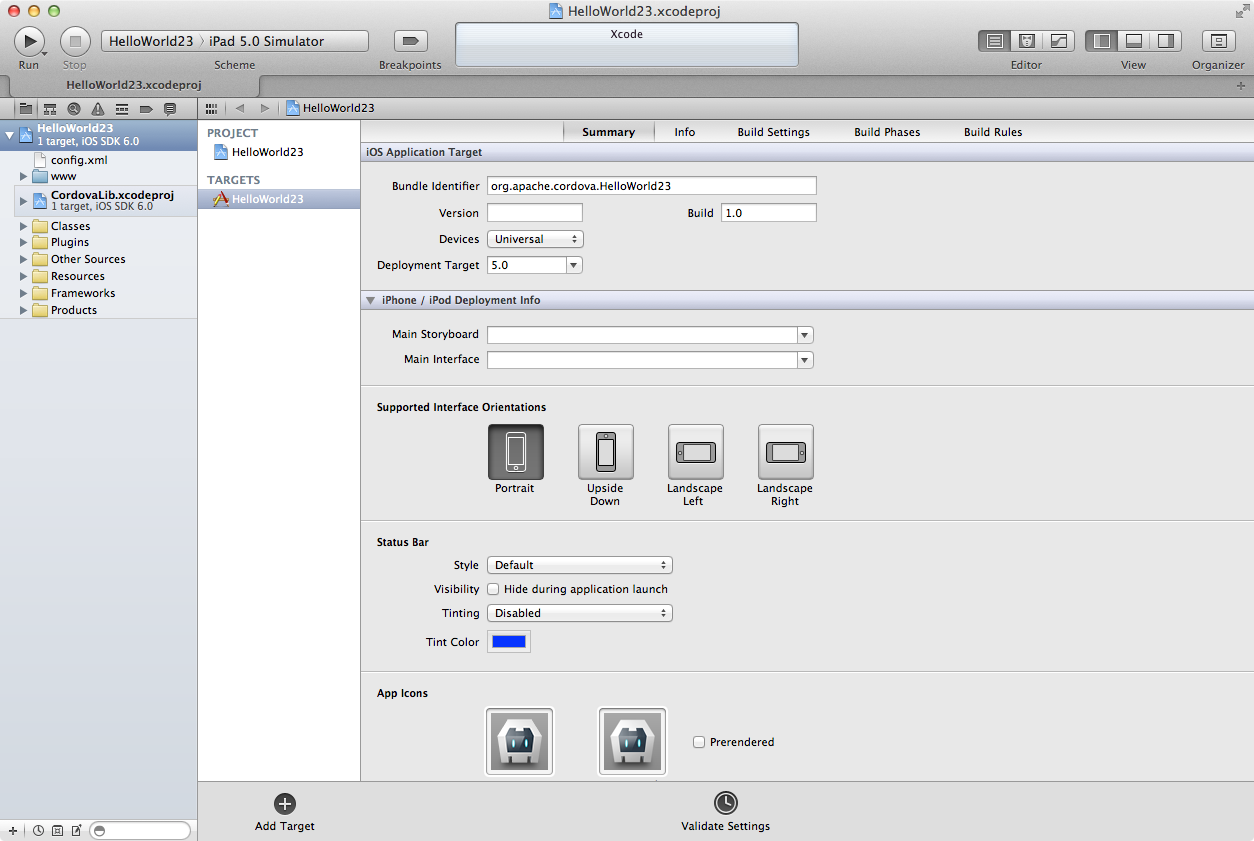 HelloWorld23.xcodeproj
Run
Stop
HelloWorld23 〉 iPad 5.0 Simulator
Scheme
Breakpoints
Xcode
Editor
View
Organizer
HelloWorld23.xcodeproj
HelloWorld23
1 target, iOS SDK 6.0
config.xml
www
CordovaLib.xcodeproj
1 target, iOS SDK 6.0
Classes
Plugins
Other Sources
Resources
Frameworks
Products
HelloWorld23
PROJECT
HelloWorld23
TARGETS
HelloWorld23
Summary Info Build Settings Build Phases Build Rules
iOS Application Target
Bundle Identifier org.apache.cordova.HelloWorld23
Version Build 1.0
Devices Universal
Deployment Target 5.0
iPhone / iPod Deployment Info
Main Storyboard
Main Interface
Supported Interface Orientations
Portrait
Upside
Down
Landscape
Left
Landscape
Right
Status Bar
Style Default
Visibility Hide during application launch
Tinting Disabled
Tint Color
App Icons
Prerendered
Add Target
Validate Settings